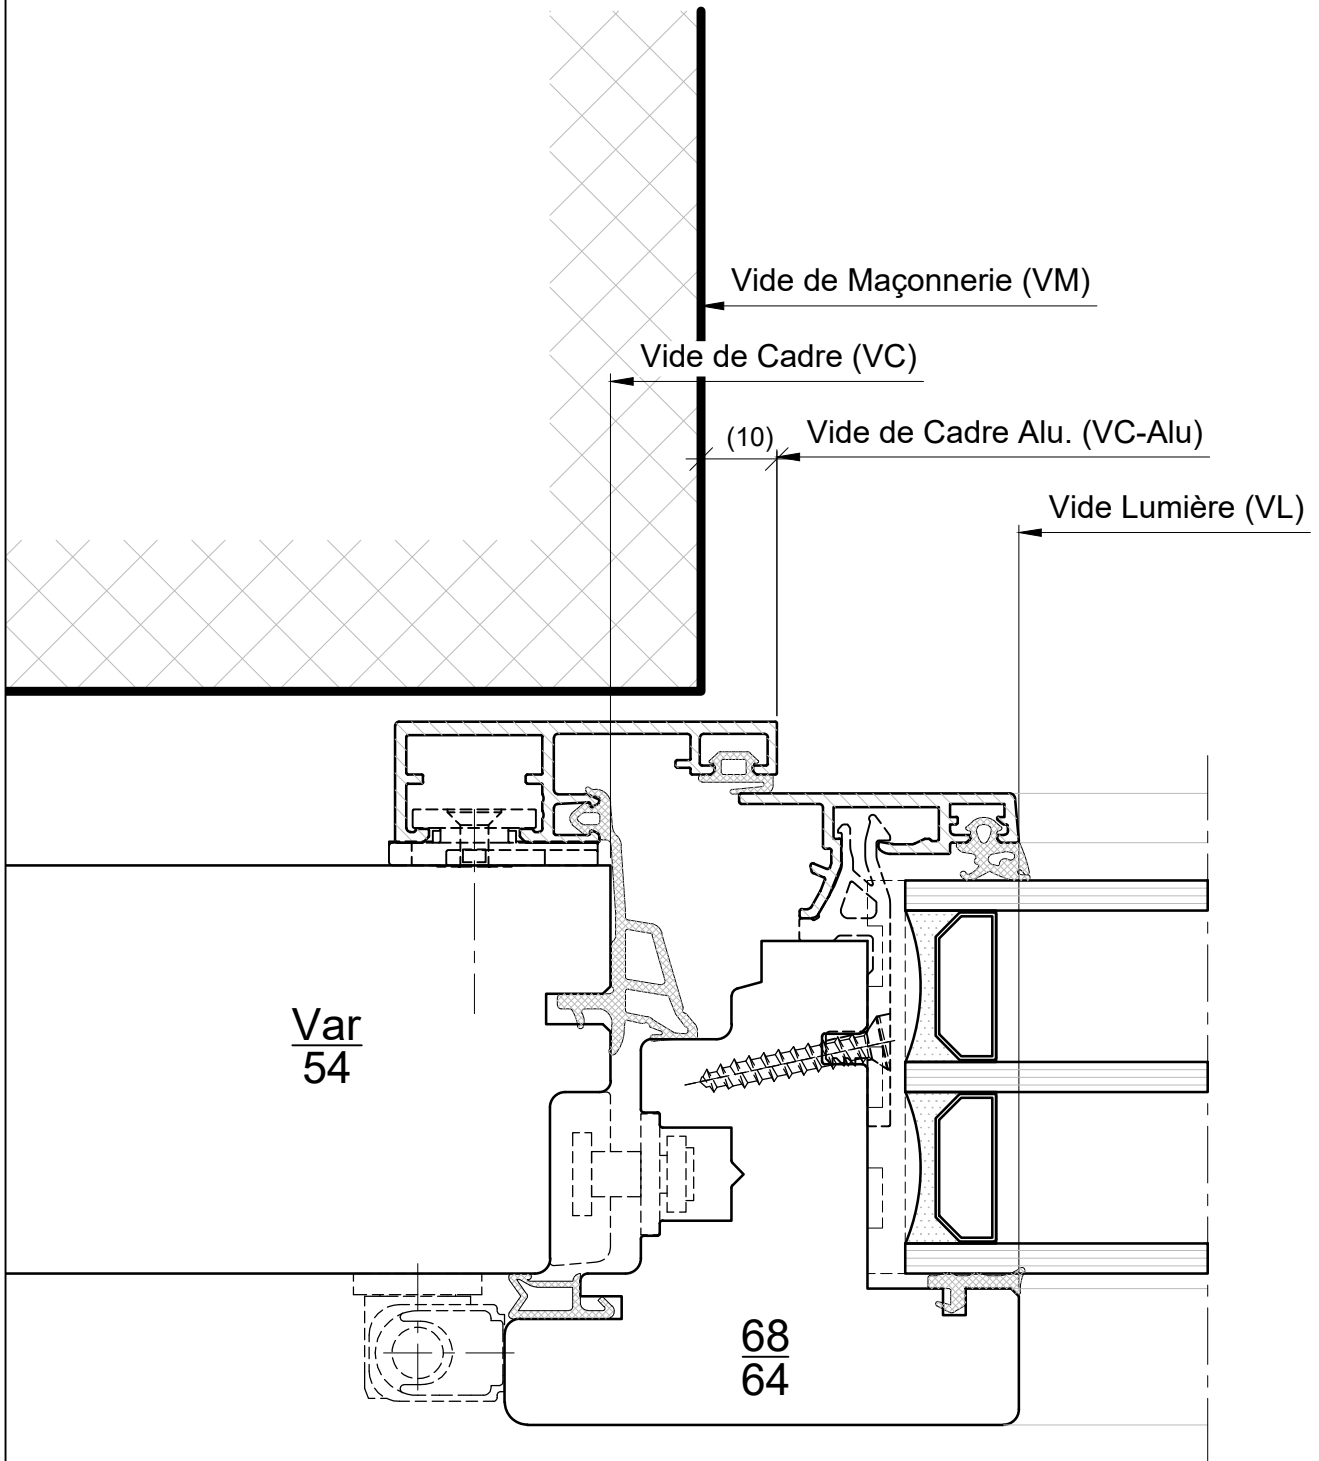 Vide de Maçonnerie (VM)
Vide de Cadre (VC)
(10)
Vide de Cadre Alu. (VC-Alu)
Vide Lumière (VL)
Var
54
68
64